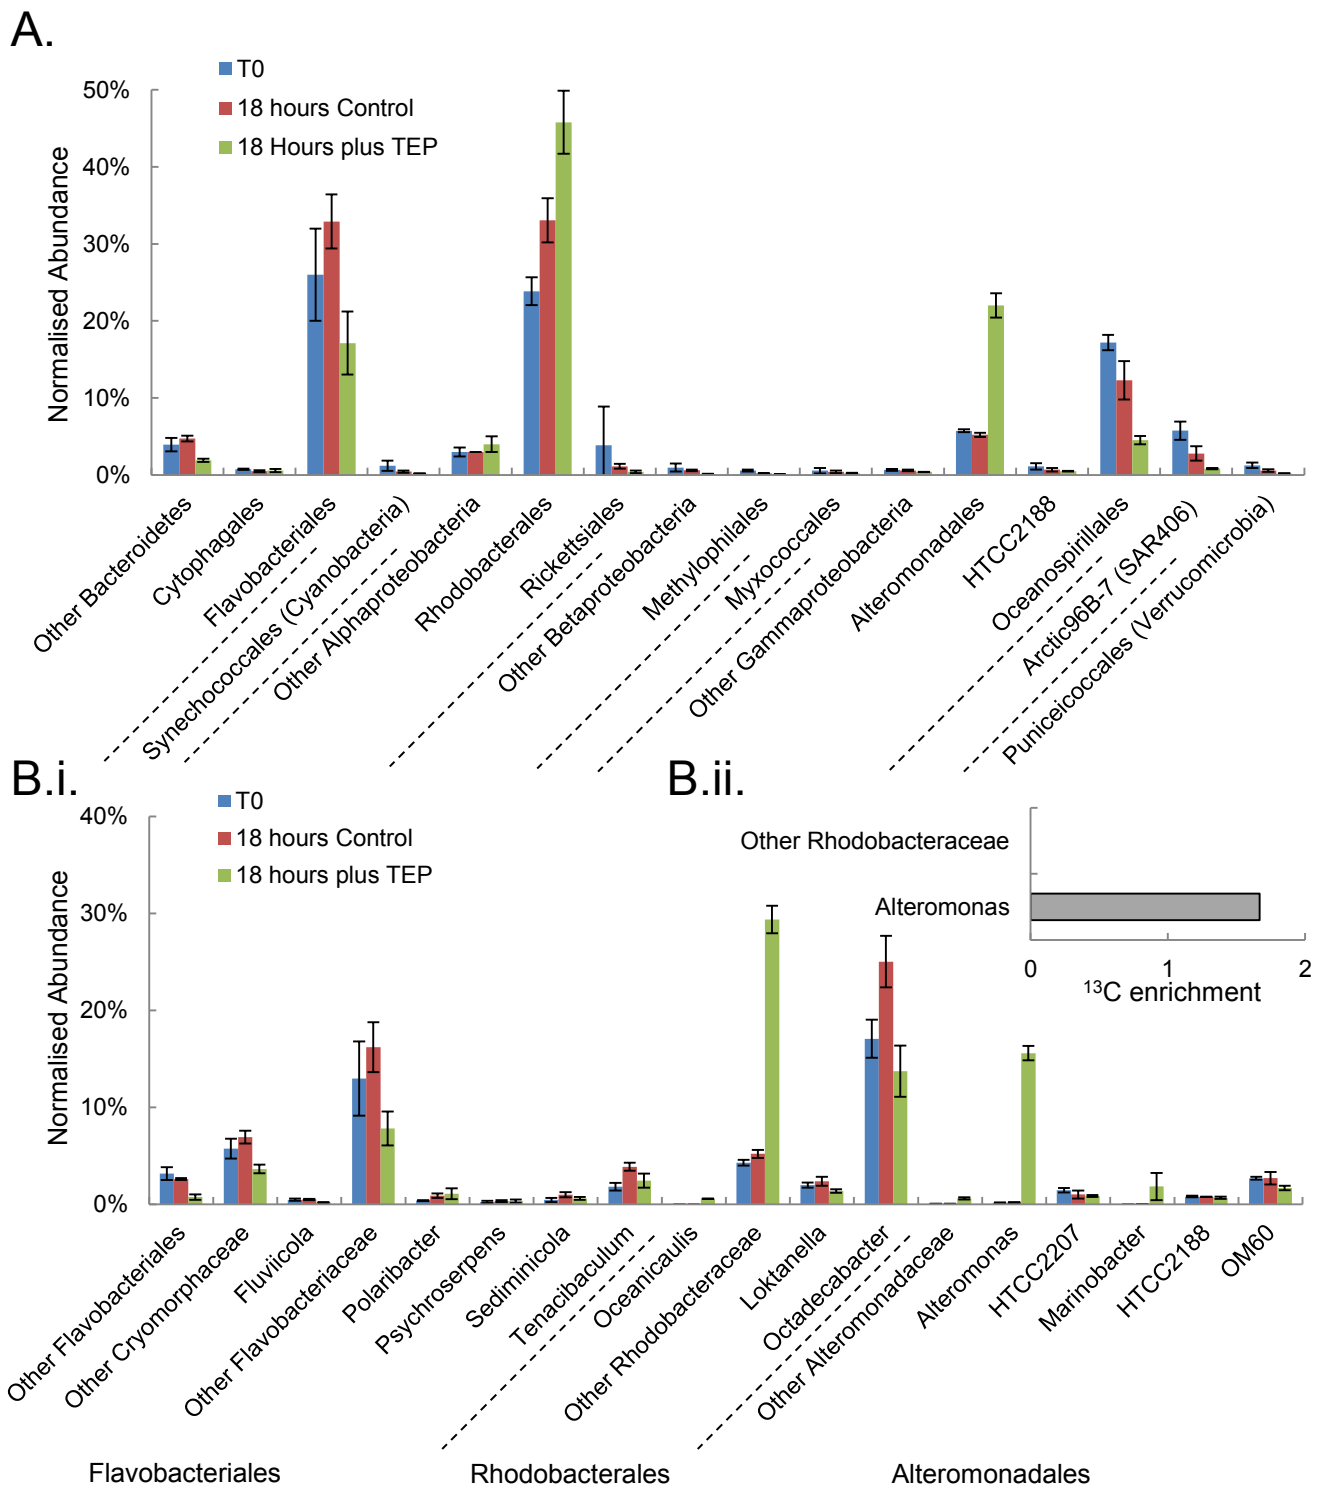 A.
T0
18 hours Control
18 Hours plus TEP
50%
40%
30%
20%
10%
0%
Normalised Abundance
Other Bacteroidetes
Cytophagales
Flavobacteriales
Synechococcales (Cyanobacteria)
Other Alphaproteobacteria
Rhodobacterales
Rickettsiales
Other Betaproteobacteria
Methylophilales
Myxococcales
Other Gammaproteobacteria
Alteromonadales
HTCC2188
Oceanospirillales
Arctic96B-7 (SAR406)
Puniceicoccales (Verrucomicrobia)
B.i.
T0
18 hours Control
18 hours plus TEP
40%
30%
20%
10%
0%
Normalised Abundance
Other Flavobacteriales
Other Cryomorphaceae
Fluviicola
Other Flavobacteriaceae
Polaribacter
Psychroserpens
Sediminicola
Tenacibaculum
Oceanicaulis
Other Rhodobacteraceae
Loktanella
Octadecabacter
Other Alteromonadaceae
Alteromonas
HTCC2207
Marinobacter
HTCC2188
OM60
Flavobacteriales
Rhodobacterales
Alteromonadales
B.ii.
Other Rhodobacteraceae
Alteromonas
0
1
2
¹³C enrichment